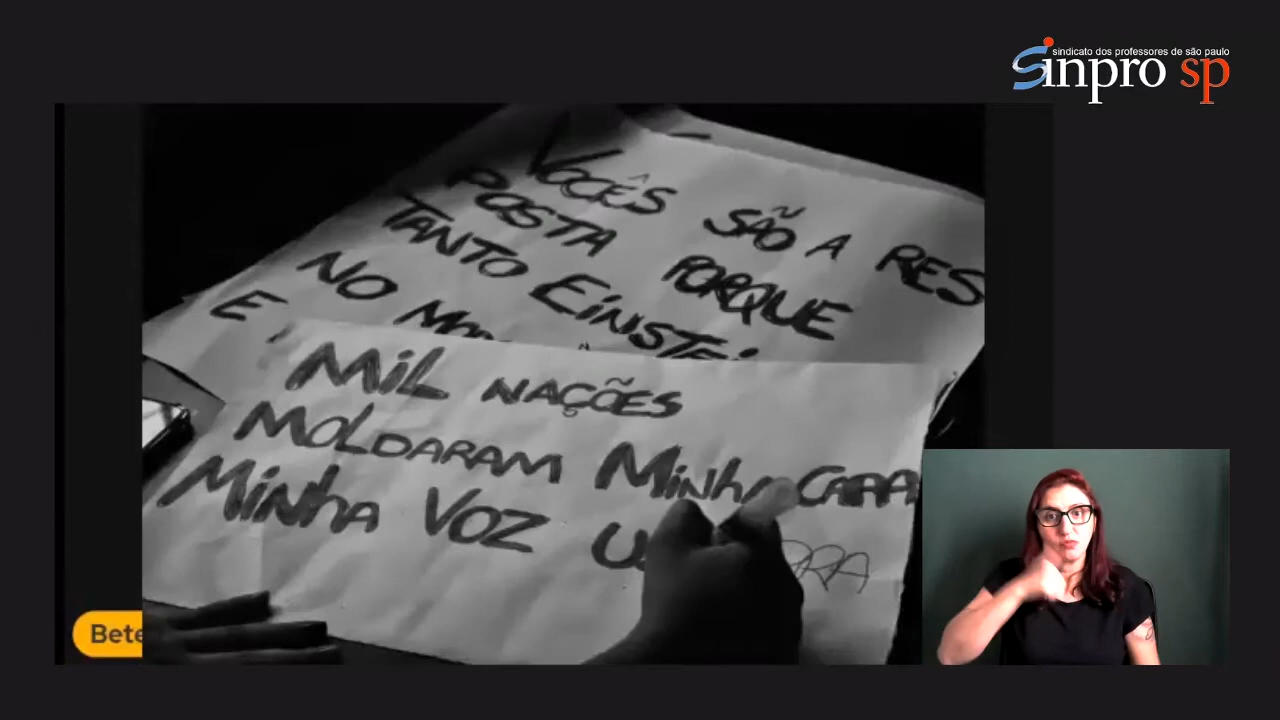 sindicato dos professores de são paulo
sinpro sp
VOCÊS SÃO A RES
POSTA PORQUE
TANTO EINSTEI
NO
E
MIL NAÇÕES
MOLDARAM MINHA CARA
MINHA VOZ
Bete